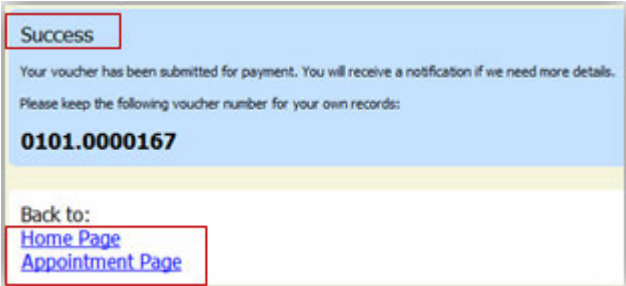 Success
Your voucher has been submitted for payment. You will receive a notification if we need more details.
Please keep the following voucher number for your own records:
0101.0000167
Back to:
Home Page
Appointment Page